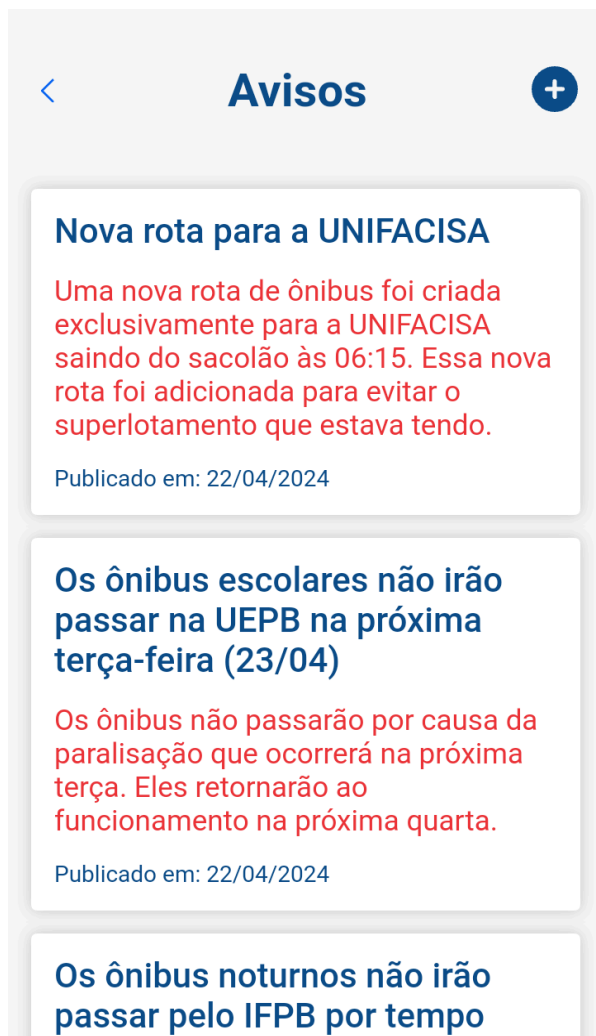 Avisos
Nova rota para a UNIFACISA
Uma nova rota de ônibus foi criada
exclusivamente para a UNIFACISA
saindo do sacolão às 06:15. Essa nova
rota foi adicionada para evitar o
superlotamento que estava tendo.
Publicado em: 22/04/2024
Os ônibus escolares não irão
passar na UEPB na próxima
terça-feira (23/04)
Os ônibus não passarão por causa da
paralisação que ocorrerá na próxima
terça. Eles retornarão ao
funcionamento na próxima quarta.
Publicado em: 22/04/2024
Os ônibus noturnos não irão
passar pelo IFPB por tempo